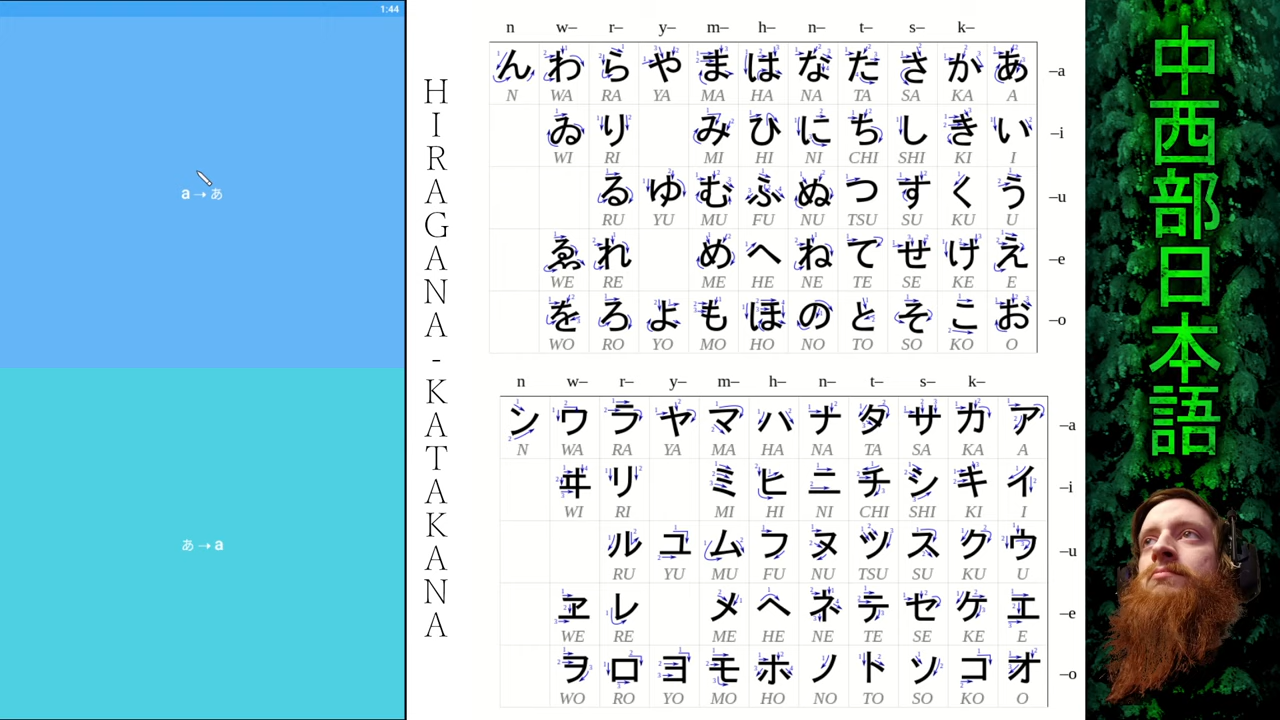 1:44
a → あ
あ → a
HIRAGANA - KATAKANA
n w– r– y– m– h– n– t– s– k–
ん わ ら や ま は な た さ か あ –a
N WA RA YA MA HA NA TA SA KA A
ゐ り み ひ に ち し き い –i
WI RI MI HI NI CHI SHI KI I
る ゆ む ふ ぬ つ す く う –u
RU YU MU FU NU TSU SU KU U
ゑ れ め へ ね て せ げ え –e
WE RE ME HE NE TE SE KE E
を ろ よ も ほ の と そ こ お –o
WO RO YO MO HO NO TO SO KO O
n w– r– y– m– h– n– t– s– k–
ン ワ ラ ヤ マ ハ ナ タ サ カ ア –a
N WA RA YA MA HA NA TA SA KA A
ヰ リ ミ ヒ ニ チ シ キ イ –i
WI RI MI HI NI CHI SHI KI I
ル ユ ム フ ヌ ツ ス ク ウ –u
RU YU MU FU NU TSU SU KU U
ヱ レ メ ヘ ネ テ セ ケ エ –e
WE RE ME HE NE TE SE KE E
ヲ ロ ヨ モ ホ ノ ト ソ コ オ –o
WO RO YO MO HO NO TO SO KO O
中西部日本語